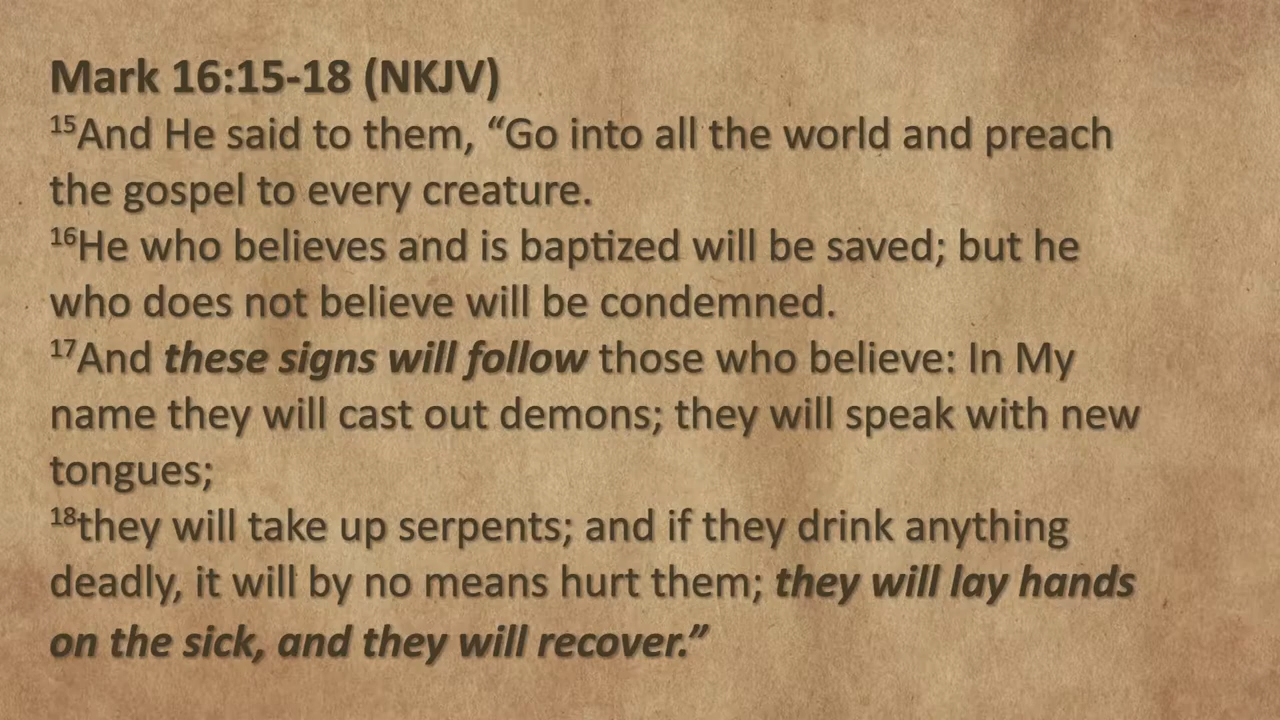 Mark 16:15-18 (NKJV)
15And He said to them, “Go into all the world and preach
the gospel to every creature.
16He who believes and is baptized will be saved; but he
who does not believe will be condemned.
17And these signs will follow those who believe: In My
name they will cast out demons; they will speak with new
tongues;
18they will take up serpents; and if they drink anything
deadly, it will by no means hurt them; they will lay hands
on the sick, and they will recover.”